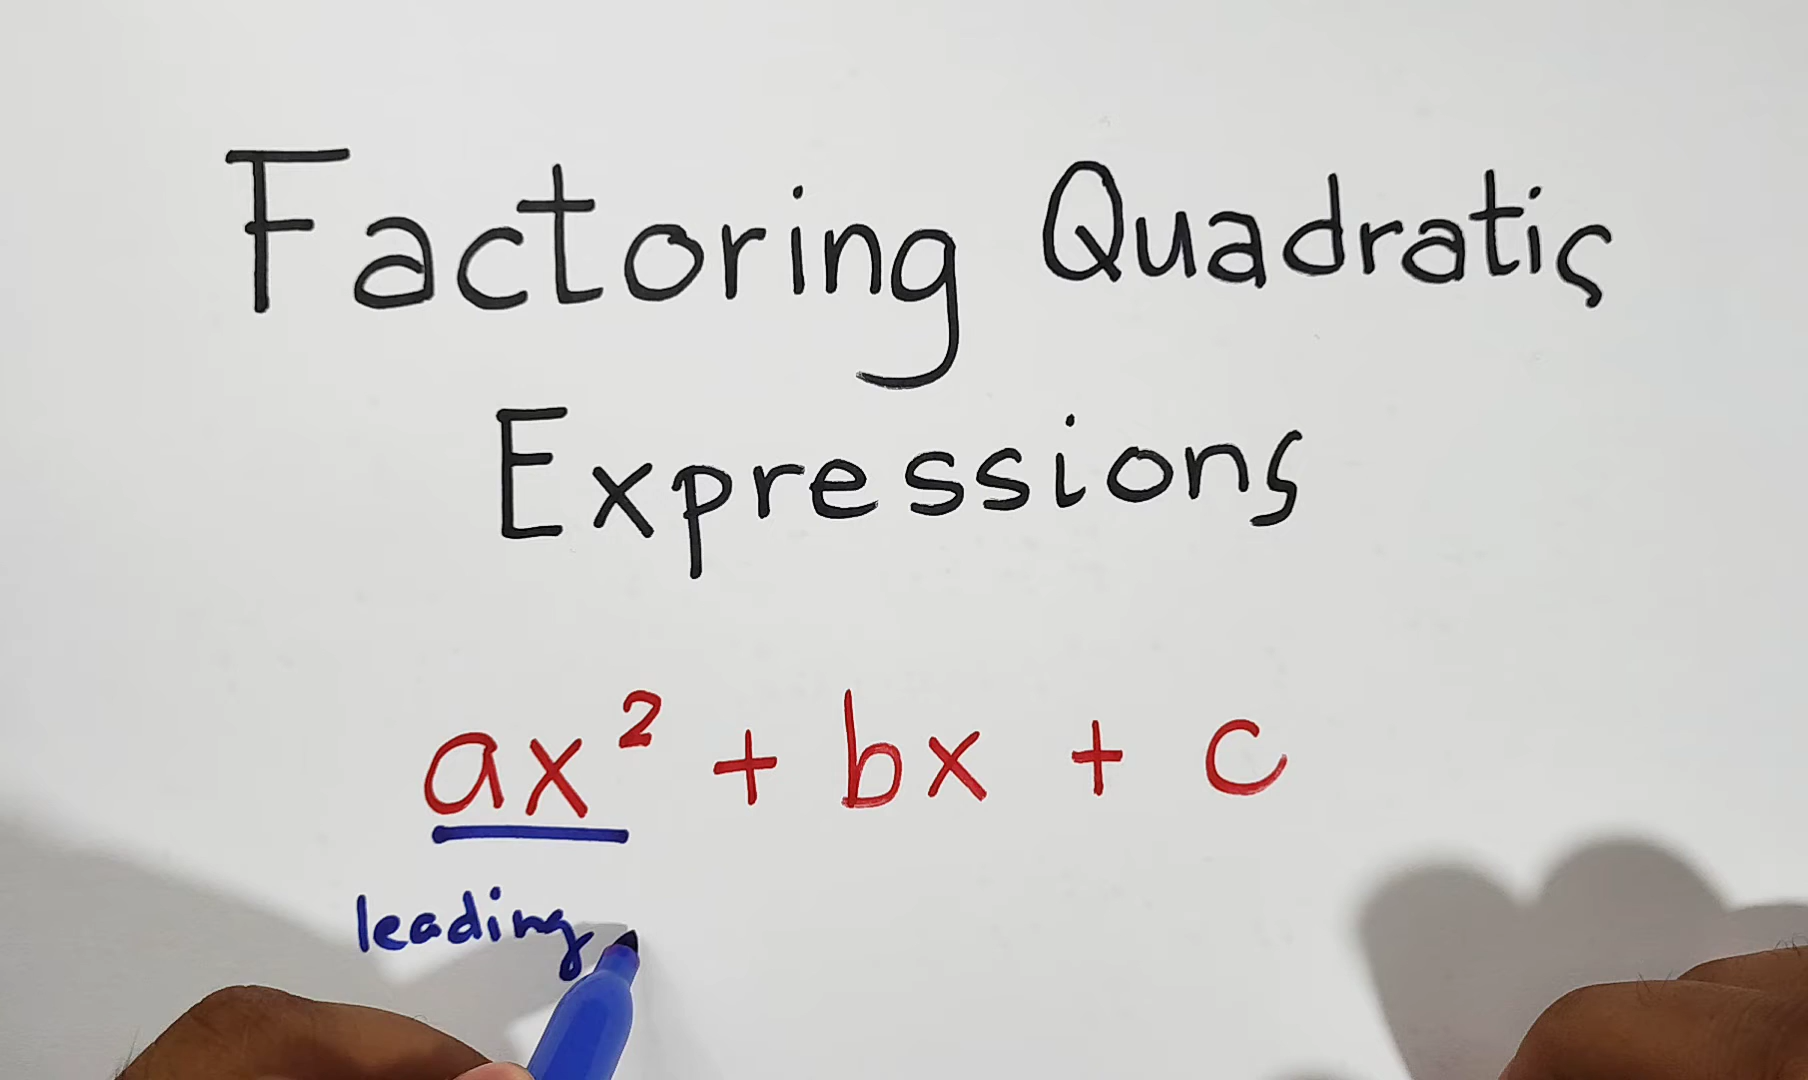 Factoring Quadratic
Expressions
ax² + bx + c
leading